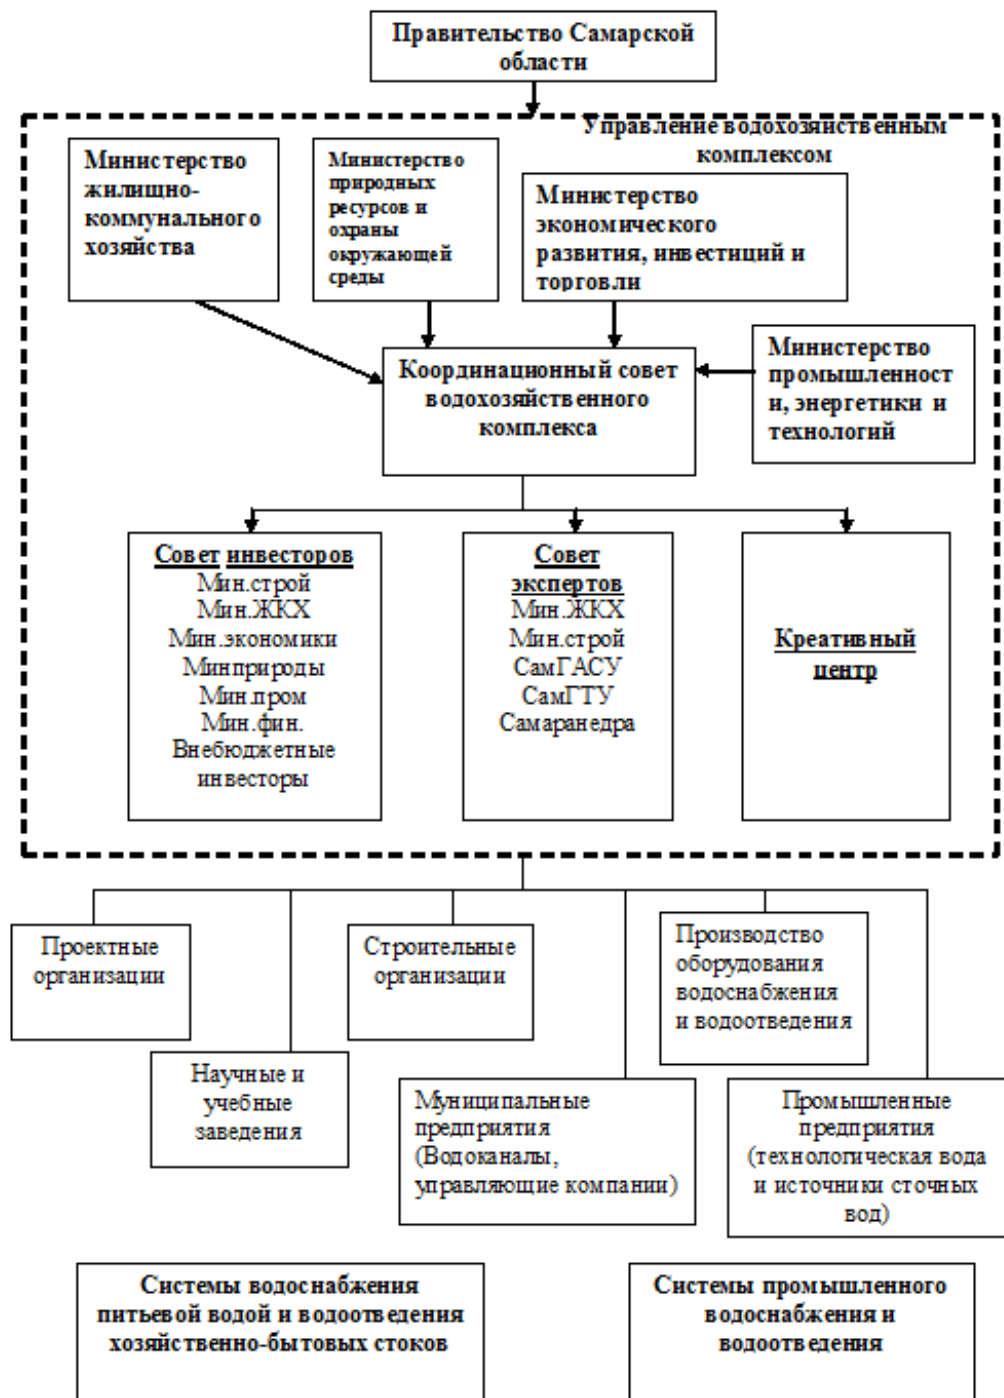 Правительство Самарской
области
Управление водохозяйственным
комплексом
Министерство
жилищно-
коммунального
хозяйства
Министерство
природных
ресурсов и
охраны
окружающей
среды
Министерство
экономического
развития, инвестиций и
торговли
Министерство
промышленност
и, энергетики и
технологий
Координационный совет
водохозяйственного
комплекса
Совет инвесторов
Мин.строй
Мин.ЖКХ
Мин.экономики
Минприроды
Мин.пром
Мин.фин.
Внебюджетные
инвесторы
Совет
экспертов
Мин.ЖКХ
Мин.строй
СамГАСУ
СамГТУ
Самаранедра
Креативный
центр
Проектные
организации
Строительные
организации
Производство
оборудования
водоснабжения
и водоотведения
Научные и
учебные
заведения
Муниципальные
предприятия
(Водоканалы,
управляющие компании)
Промышленные
предприятия
(технологическая вода
и источники сточных
вод)
Системы водоснабжения
питьевой водой и водоотведения
хозяйственно-бытовых стоков
Системы промышленного
водоснабжения и
водоотведения